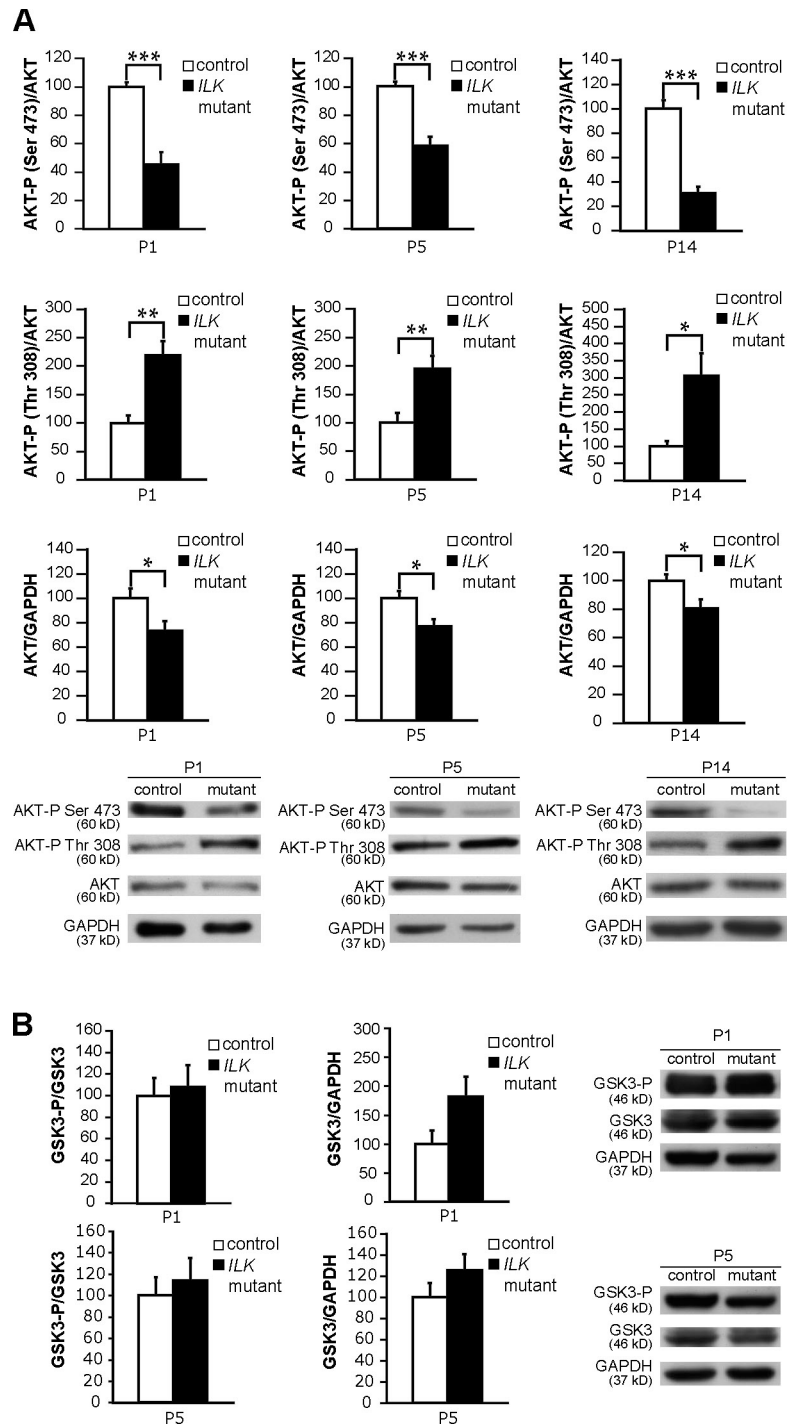 A
AKT-P (Ser 473)/AKT
120
100
80
60
40
20
0
***
control
ILK
mutant
P1
AKT-P (Ser 473)/AKT
120
100
80
60
40
20
0
***
control
ILK
mutant
P5
AKT-P (Ser 473)/AKT
140
120
100
80
60
40
20
0
***
control
ILK
mutant
P14
AKT-P (Thr 308)/AKT
300
250
200
150
100
50
0
**
control
ILK
mutant
P1
AKT-P (Thr 308)/AKT
300
250
200
150
100
50
0
**
control
ILK
mutant
P5
AKT-P (Thr 308)/AKT
500
450
400
350
300
250
200
150
100
50
0
*
control
ILK
mutant
P14
AKT/GAPDH
140
120
100
80
60
40
20
0
*
control
ILK
mutant
P1
AKT/GAPDH
140
120
100
80
60
40
20
0
*
control
ILK
mutant
P5
AKT/GAPDH
120
100
80
60
40
20
0
*
control
ILK
mutant
P14
P1
control mutant
AKT-P Ser 473
(60 kD)
AKT-P Thr 308
(60 kD)
AKT
(60 kD)
GAPDH
(37 kD)
P5
control mutant
AKT-P Ser 473
(60 kD)
AKT-P Thr 308
(60 kD)
AKT
(60 kD)
GAPDH
(37 kD)
P14
control mutant
AKT-P Ser 473
(60 kD)
AKT-P Thr 308
(60 kD)
AKT
(60 kD)
GAPDH
(37 kD)
B
GSK3-P/GSK3
160
140
120
100
80
60
40
20
0
control
ILK
mutant
P1
GSK3/GAPDH
300
250
200
150
100
50
0
control
ILK
mutant
P1
P1
control mutant
GSK3-P
(46 kD)
GSK3
(46 kD)
GAPDH
(37 kD)
GSK3-P/GSK3
160
140
120
100
80
60
40
20
0
control
ILK
mutant
P5
GSK3/GAPDH
160
140
120
100
80
60
40
20
0
control
ILK
mutant
P5
P5
control mutant
GSK3-P
(46 kD)
GSK3
(46 kD)
GAPDH
(37 kD)